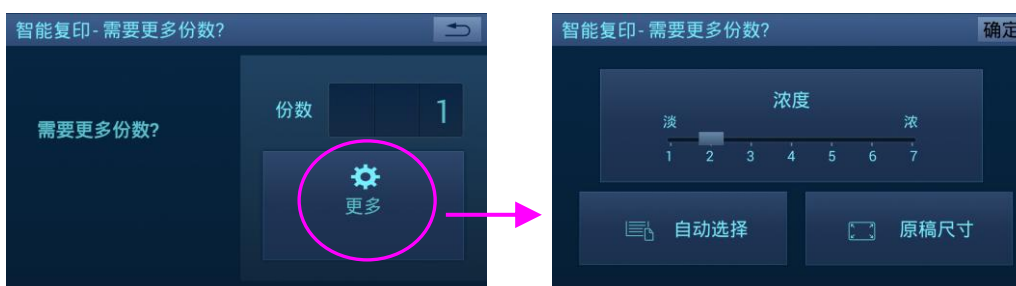 智能复印- 需要更多份数?
需要更多份数?
份数 1
更多
智能复印- 需要更多份数?
确定
浓度
淡 浓
1 2 3 4 5 6 7
自动选择
原稿尺寸